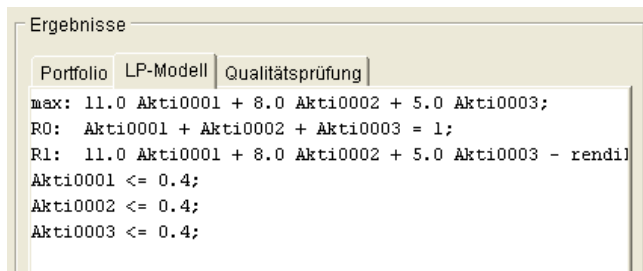 Ergebnisse
Portfolio LP-Modell Qualitätsprüfung
max: 11.0 Akti0001 + 8.0 Akti0002 + 5.0 Akti0003;
R0: Akti0001 + Akti0002 + Akti0003 = 1;
R1: 11.0 Akti0001 + 8.0 Akti0002 + 5.0 Akti0003 -
Akti0001 <= 0.4;
Akti0002 <= 0.4;
Akti0003 <= 0.4;